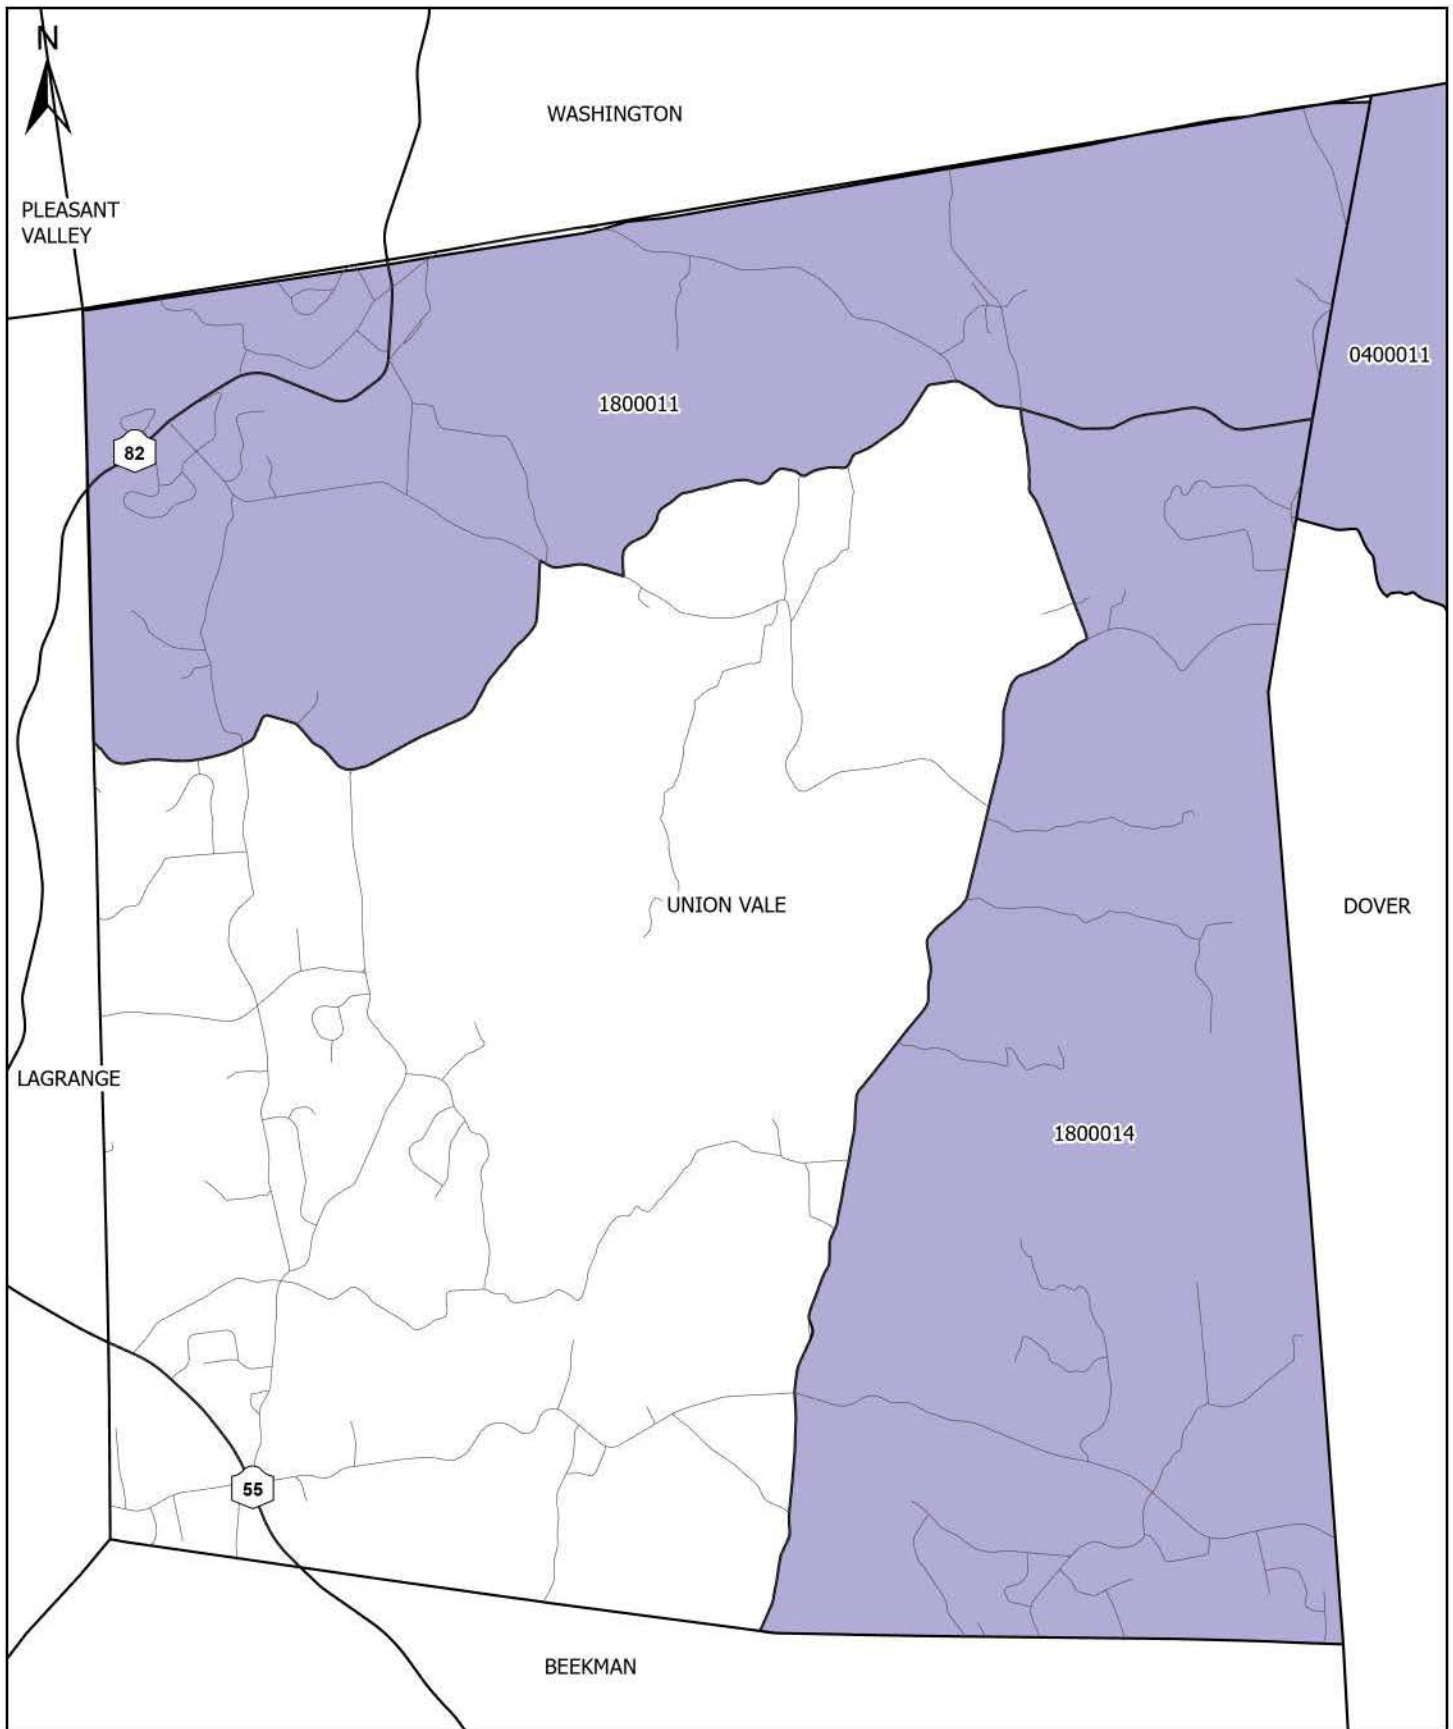 N
WASHINGTON
PLEASANT
VALLEY
0400011
1800011
82
UNION VALE
DOVER
LAGRANGE
1800014
55
BEEKMAN